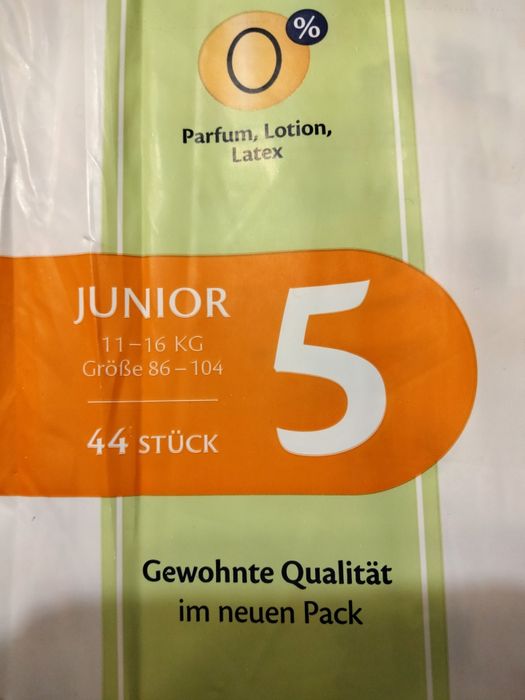 0%
Parfum, Lotion,
Latex
JUNIOR
11–16 KG
Größe 86–104
44 STÜCK
5
Gewohnte Qualität
im neuen Pack